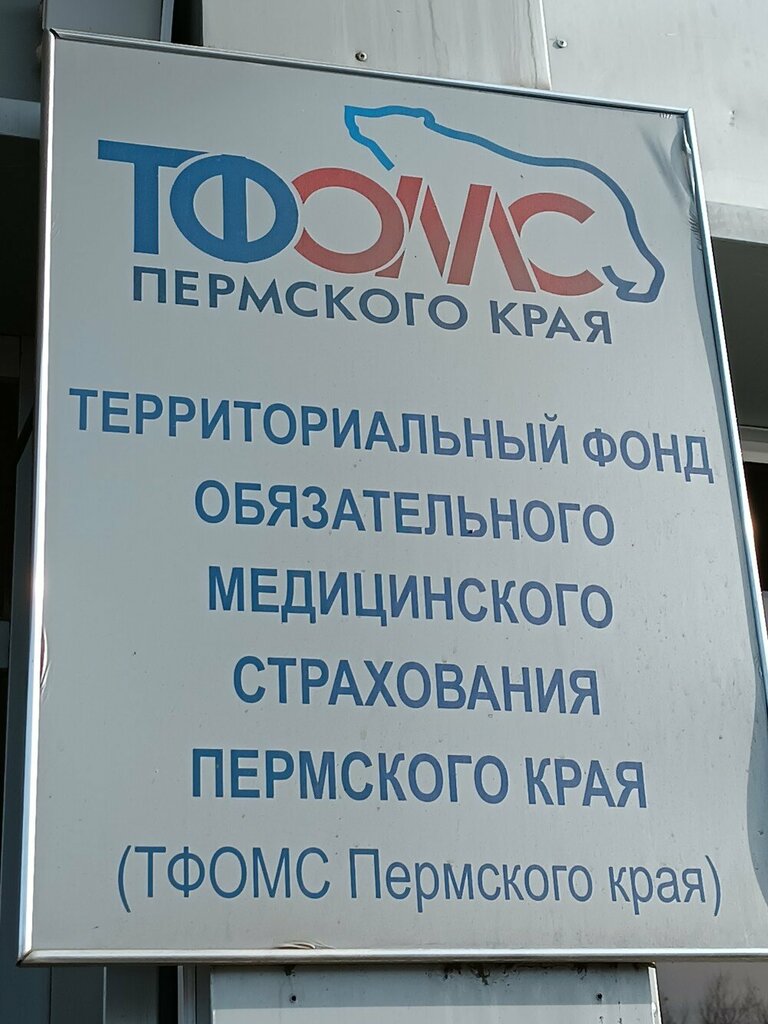 ТФОМС
ПЕРМСКОГО КРАЯ
ТЕРРИТОРИАЛЬНЫЙ ФОНД
ОБЯЗАТЕЛЬНОГО
МЕДИЦИНСКОГО
СТРАХОВАНИЯ
ПЕРМСКОГО КРАЯ
(ТФОМС Пермского края)